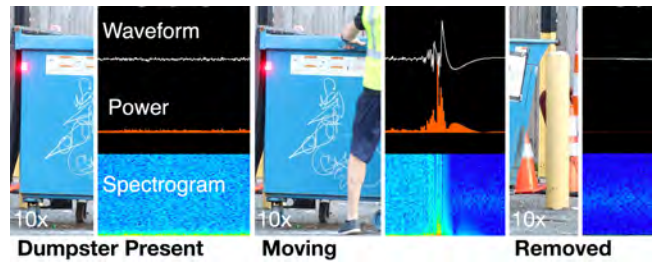 Waveform
Power
Spectrogram
10x
10x
10x
Dumpster Present
Moving
Removed